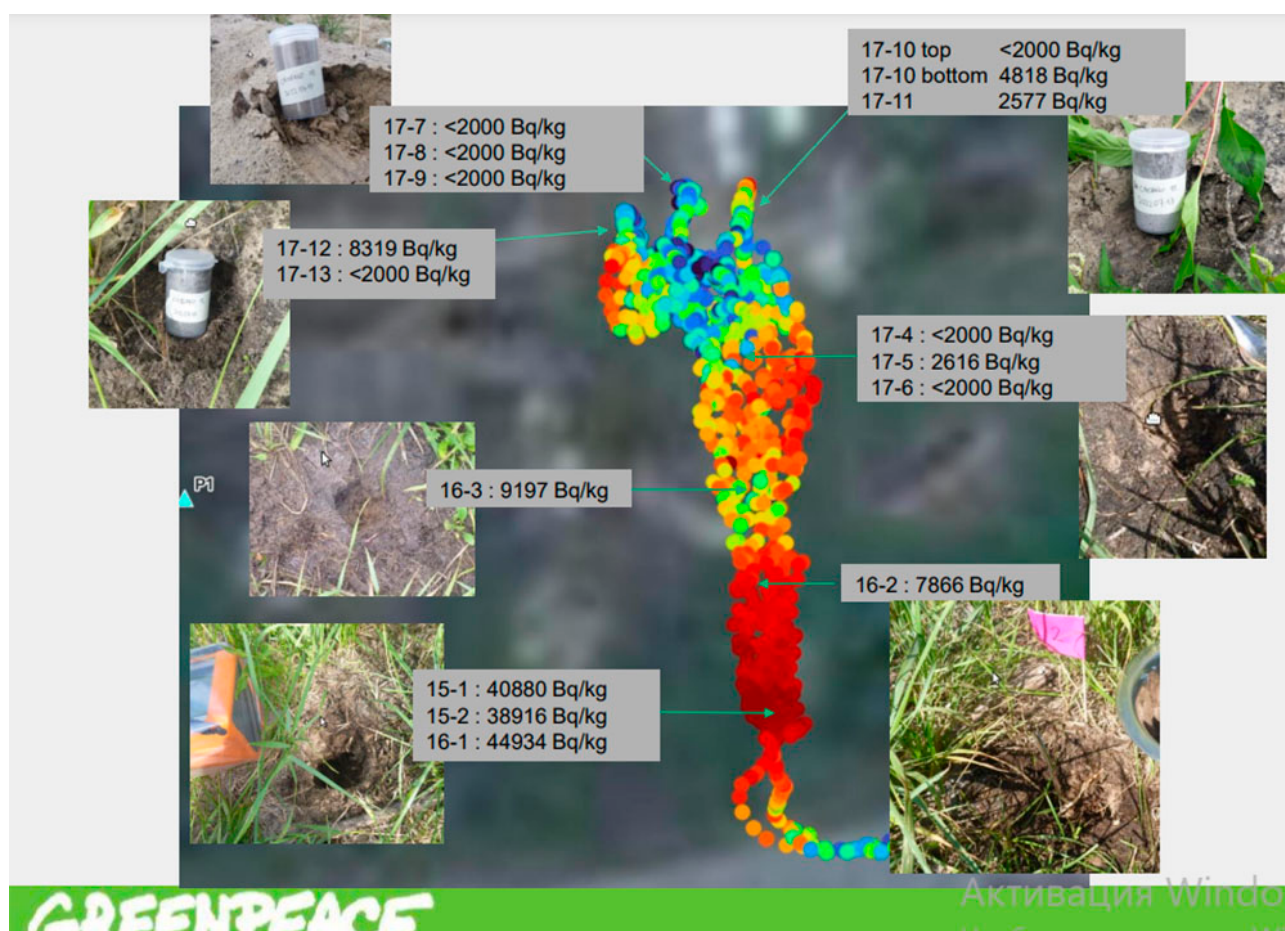 17-10 top <2000 Bq/kg
17-10 bottom 4818 Bq/kg
17-11 2577 Bq/kg
17-7 : <2000 Bq/kg
17-8 : <2000 Bq/kg
17-9 : <2000 Bq/kg
17-12 : 8319 Bq/kg
17-13 : <2000 Bq/kg
17-4 : <2000 Bq/kg
17-5 : 2616 Bq/kg
17-6 : <2000 Bq/kg
P1
16-3 : 9197 Bq/kg
16-2 : 7866 Bq/kg
15-1 : 40880 Bq/kg
15-2 : 38916 Bq/kg
16-1 : 44934 Bq/kg
GREENPEACE
Активация Windo